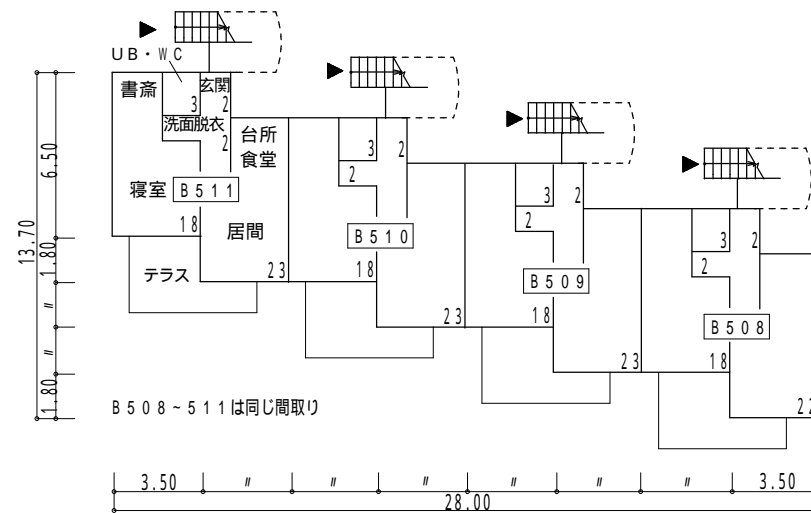 UB・WC
書斎
玄関
3
2
洗面脱衣
2
台所
食堂
寝室
B511
18
居間
テラス
23
3
2
2
B510
18
23
3
2
2
B509
18
23
3
2
2
B508
18
22
6.50
1.80
〃
〃
1.80
13.70
B508~511は同じ間取り
3.50
〃
〃
〃
〃
〃
〃
3.50
28.00